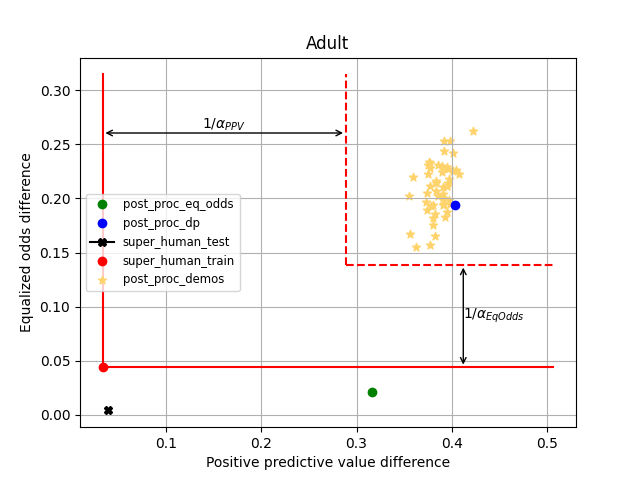 Adult
0.30
0.25
0.20
0.15
0.10
0.05
0.00
Equalized odds difference
1/α_PPV
1/α_EqOdds
post_proc_eq_odds
post_proc_dp
super_human_test
super_human_train
post_proc_demos
0.1 0.2 0.3 0.4 0.5
Positive predictive value difference